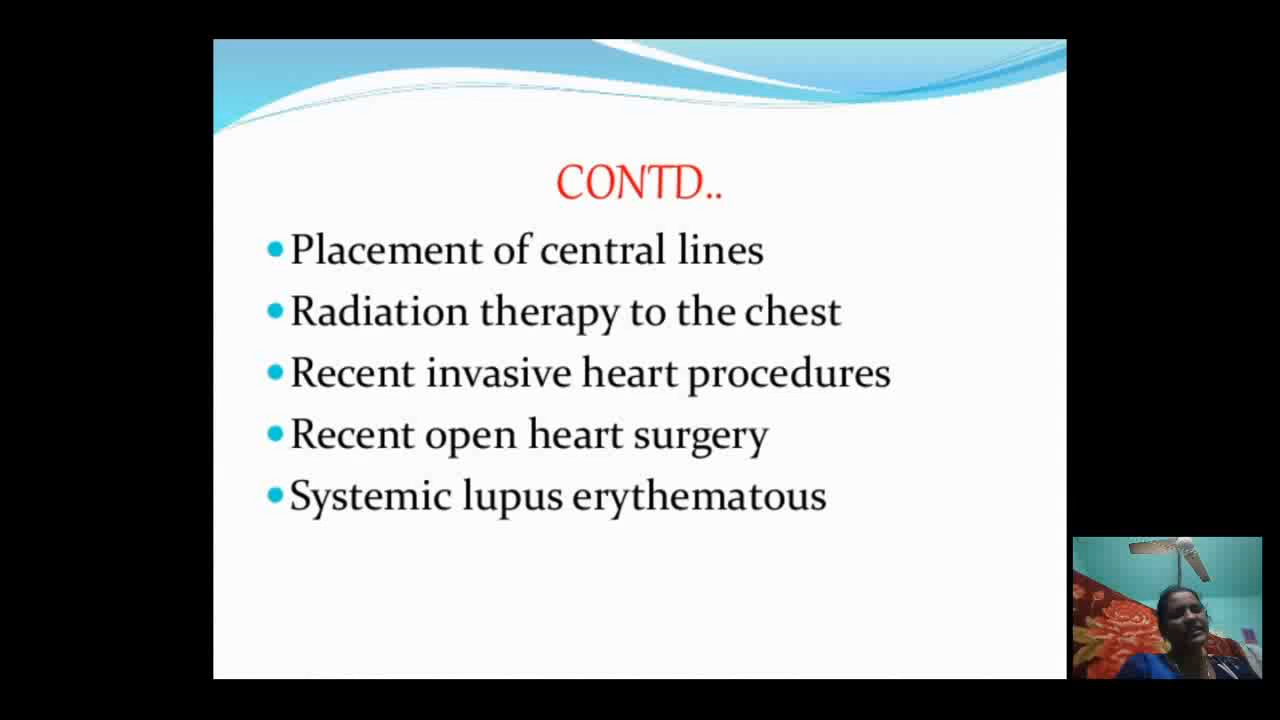 CONTD..
•Placement of central lines
•Radiation therapy to the chest
•Recent invasive heart procedures
•Recent open heart surgery
•Systemic lupus erythematous